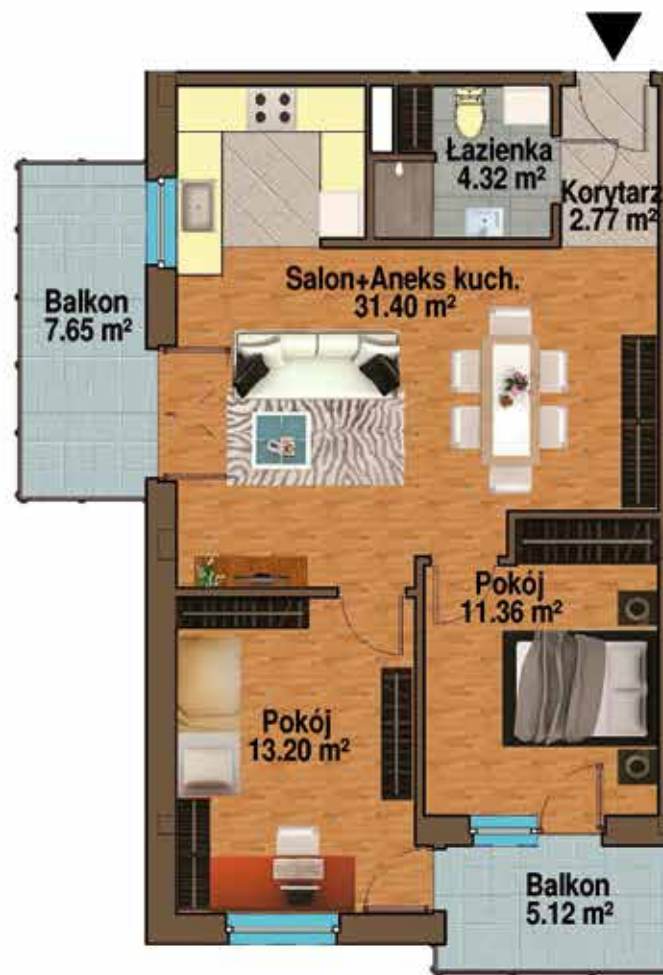 Łazienka
4.32 m²
Korytarz
2.77 m²
Salon+Aneks kuch.
31.40 m²
Balkon
7.65 m²
Pokój
11.36 m²
Pokój
13.20 m²
Balkon
5.12 m²